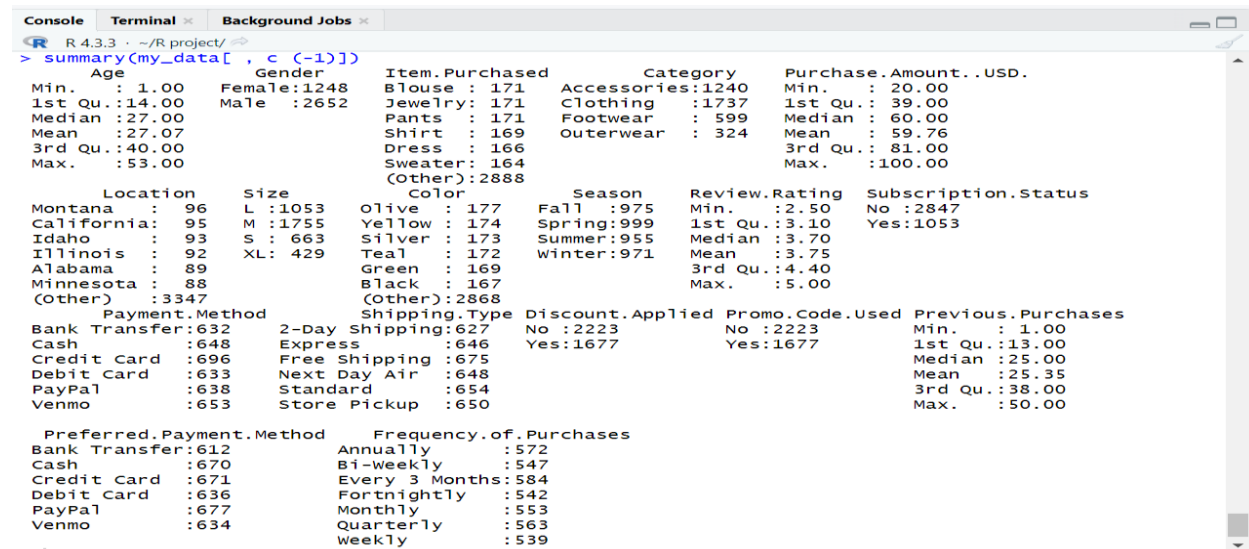 Console Terminal × Background Jobs ×
R R 4.3.3 · ~/R project/
> summary(my_data[ , c (-1)])
Age Gender Item.Purchased Category Purchase.Amount..USD.
Min. : 1.00 Female:1248 Blouse : 171 Accessories:1240 Min. : 20.00
1st Qu.:14.00 Male :2652 Jewelry: 171 Clothing :1737 1st Qu.: 39.00
Median :27.00 Pants : 171 Footwear : 599 Median : 60.00
Mean :27.07 Shirt : 169 Outerwear : 324 Mean : 59.76
3rd Qu.:40.00 Dress : 166 3rd Qu.: 81.00
Max. :53.00 Sweater: 164 Max. :100.00
(Other):2888
Location Size Color Season Review.Rating Subscription.Status
Montana : 96 L :1053 Olive : 177 Fall :975 Min. :2.50 No :2847
California: 95 M :1755 Yellow : 174 Spring:999 1st Qu.:3.10 Yes:1053
Idaho : 93 S : 663 Silver : 173 Summer:955 Median :3.70
Illinois : 92 XL: 429 Teal : 172 Winter:971 Mean :3.75
Alabama : 89 Green : 169 3rd Qu.:4.40
Minnesota : 88 Black : 167 Max. :5.00
(Other) :3347 (Other):2868
Payment.Method Shipping.Type Discount.Applied Promo.Code.Used Previous.Purchases
Bank Transfer:632 2-Day Shipping:627 No :2223 No :2223 Min. : 1.00
Cash :648 Express :646 Yes:1677 Yes:1677 1st Qu.:13.00
Credit Card :696 Free Shipping :675 Median :25.00
Debit Card :633 Next Day Air :648 Mean :25.35
PayPal :638 Standard :654 3rd Qu.:38.00
Venmo :653 Store Pickup :650 Max. :50.00
Preferred.Payment.Method Frequency.of.Purchases
Bank Transfer:612 Annually :572
Cash :670 Bi-Weekly :547
Credit Card :671 Every 3 Months:584
Debit Card :636 Fortnightly :542
PayPal :677 Monthly :553
Venmo :634 Quarterly :563
Weekly :539